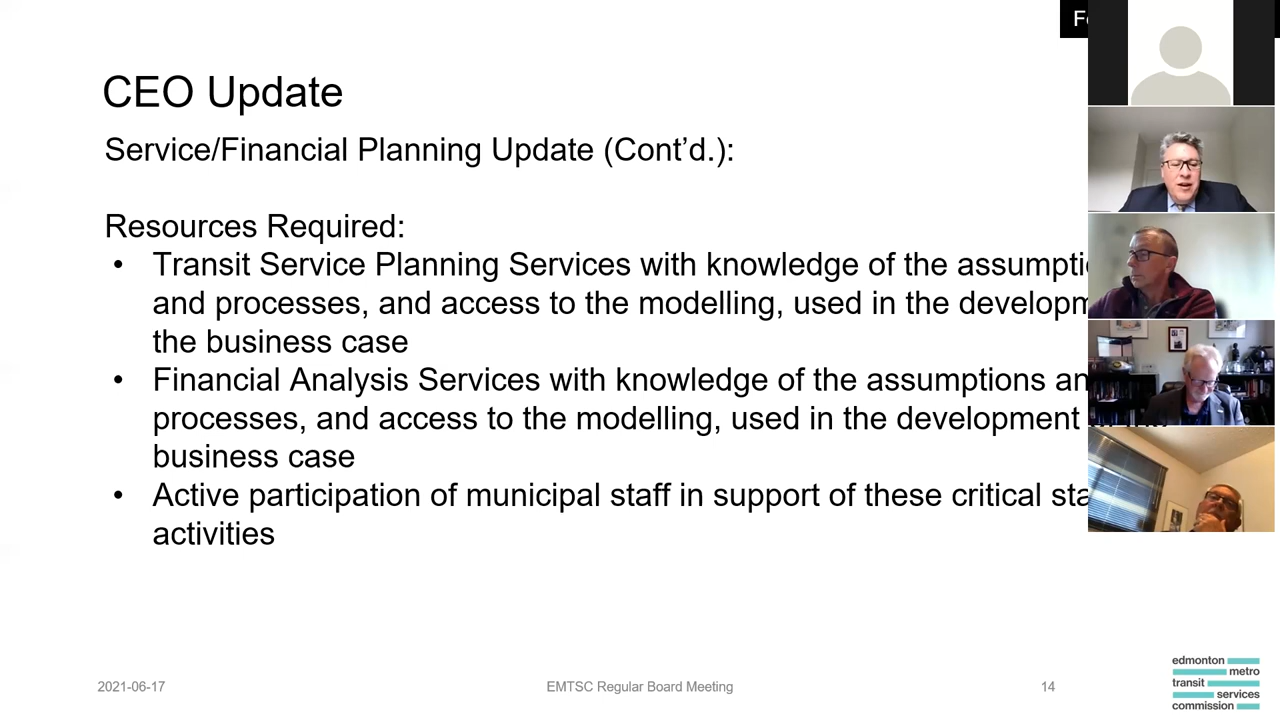 CEO Update
Service/Financial Planning Update (Cont’d.):
Resources Required:
• Transit Service Planning Services with knowledge of the
and processes, and access to the modelling, used in the
the business case
• Financial Analysis Services with knowledge of the assumptions
processes, and access to the modelling, used in the development
business case
• Active participation of municipal staff in support of these critical
activities
2021-06-17
EMTSC Regular Board Meeting
14
edmonton
metro
transit
services
commission